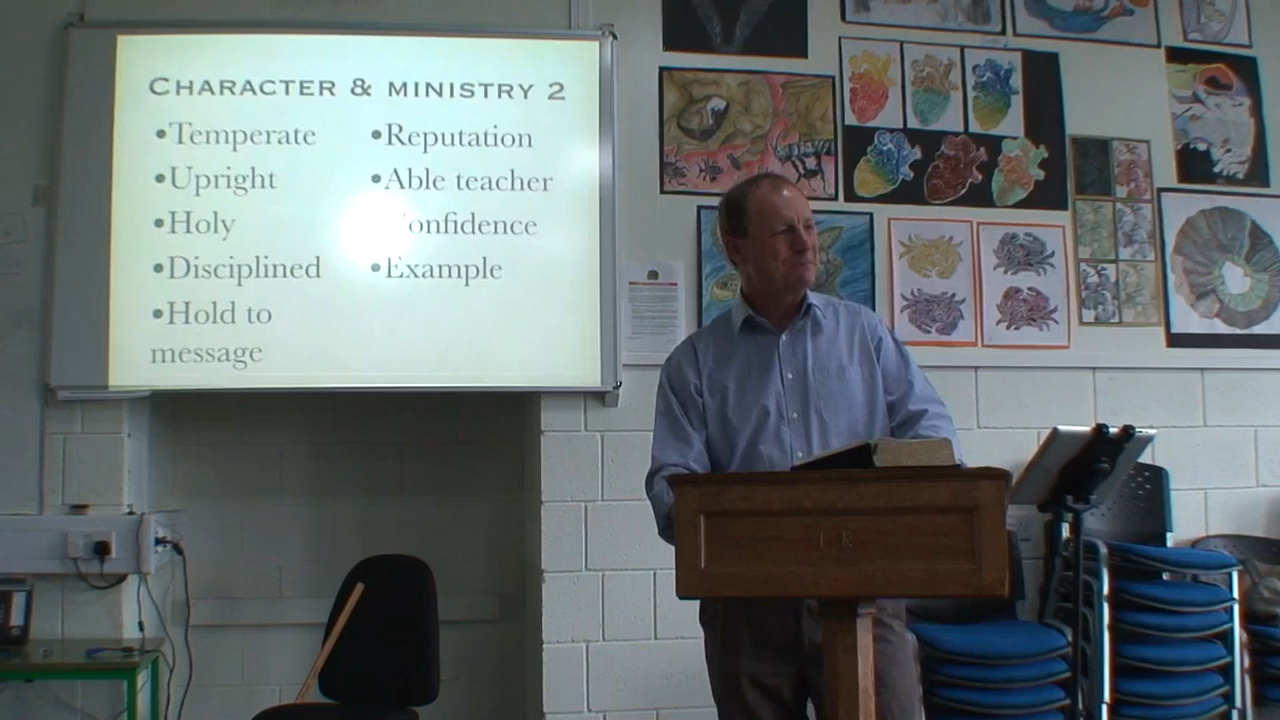 CHARACTER & MINISTRY 2
•Temperate
•Upright
•Holy
•Disciplined
•Hold to
message
•Reputation
•Able teacher
onfidence
•Example